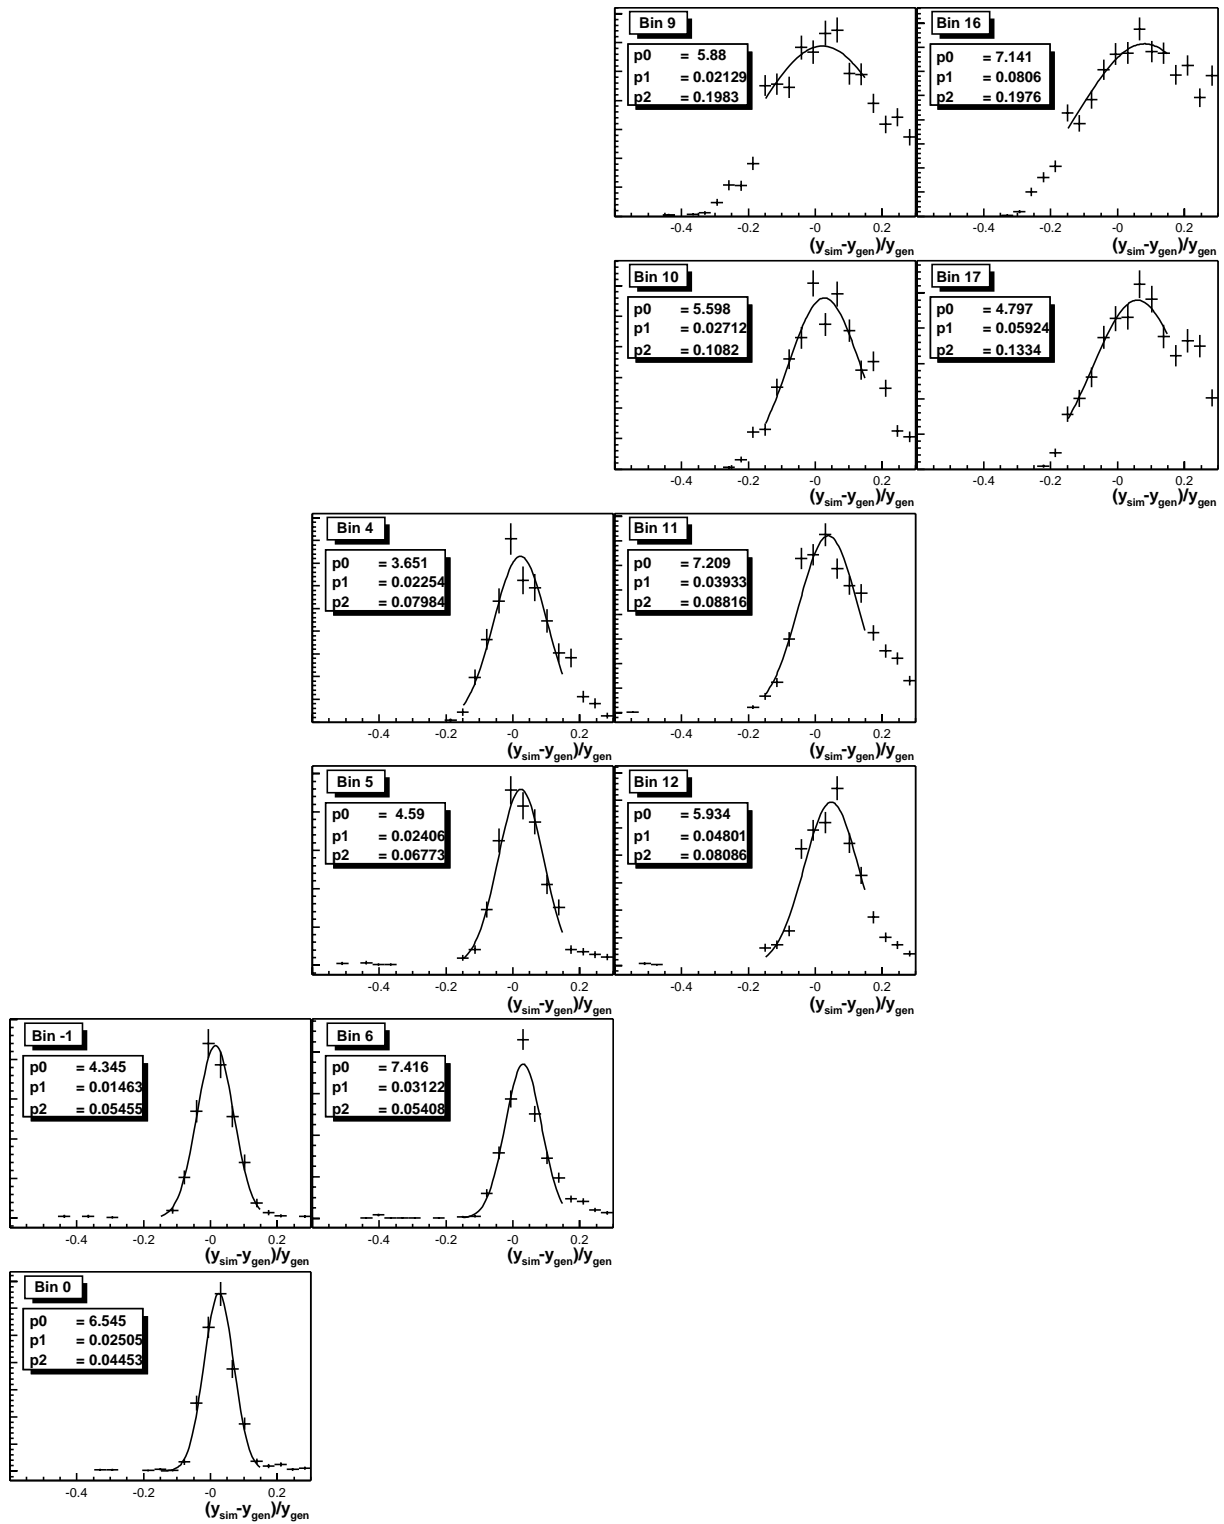 Bin 9
p0 = 5.88
p1 = 0.02129
p2 = 0.1983
-0.4 -0.2 -0 0.2
(y_sim-y_gen)/y_gen
Bin 16
p0 = 7.141
p1 = 0.0806
p2 = 0.1976
-0.4 -0.2 -0 0.2
(y_sim-y_gen)/y_gen
Bin 10
p0 = 5.598
p1 = 0.02712
p2 = 0.1082
-0.4 -0.2 -0 0.2
(y_sim-y_gen)/y_gen
Bin 17
p0 = 4.797
p1 = 0.05924
p2 = 0.1334
-0.4 -0.2 -0 0.2
(y_sim-y_gen)/y_gen
Bin 4
p0 = 3.651
p1 = 0.02254
p2 = 0.07984
-0.4 -0.2 -0 0.2
(y_sim-y_gen)/y_gen
Bin 11
p0 = 7.209
p1 = 0.03933
p2 = 0.08816
-0.4 -0.2 -0 0.2
(y_sim-y_gen)/y_gen
Bin 5
p0 = 4.59
p1 = 0.02406
p2 = 0.06773
-0.4 -0.2 -0 0.2
(y_sim-y_gen)/y_gen
Bin 12
p0 = 5.934
p1 = 0.04801
p2 = 0.08086
-0.4 -0.2 -0 0.2
(y_sim-y_gen)/y_gen
Bin -1
p0 = 4.345
p1 = 0.01463
p2 = 0.05455
-0.4 -0.2 -0 0.2
(y_sim-y_gen)/y_gen
Bin 6
p0 = 7.416
p1 = 0.03122
p2 = 0.05408
-0.4 -0.2 -0 0.2
(y_sim-y_gen)/y_gen
Bin 0
p0 = 6.545
p1 = 0.02505
p2 = 0.04453
-0.4 -0.2 -0 0.2
(y_sim-y_gen)/y_gen